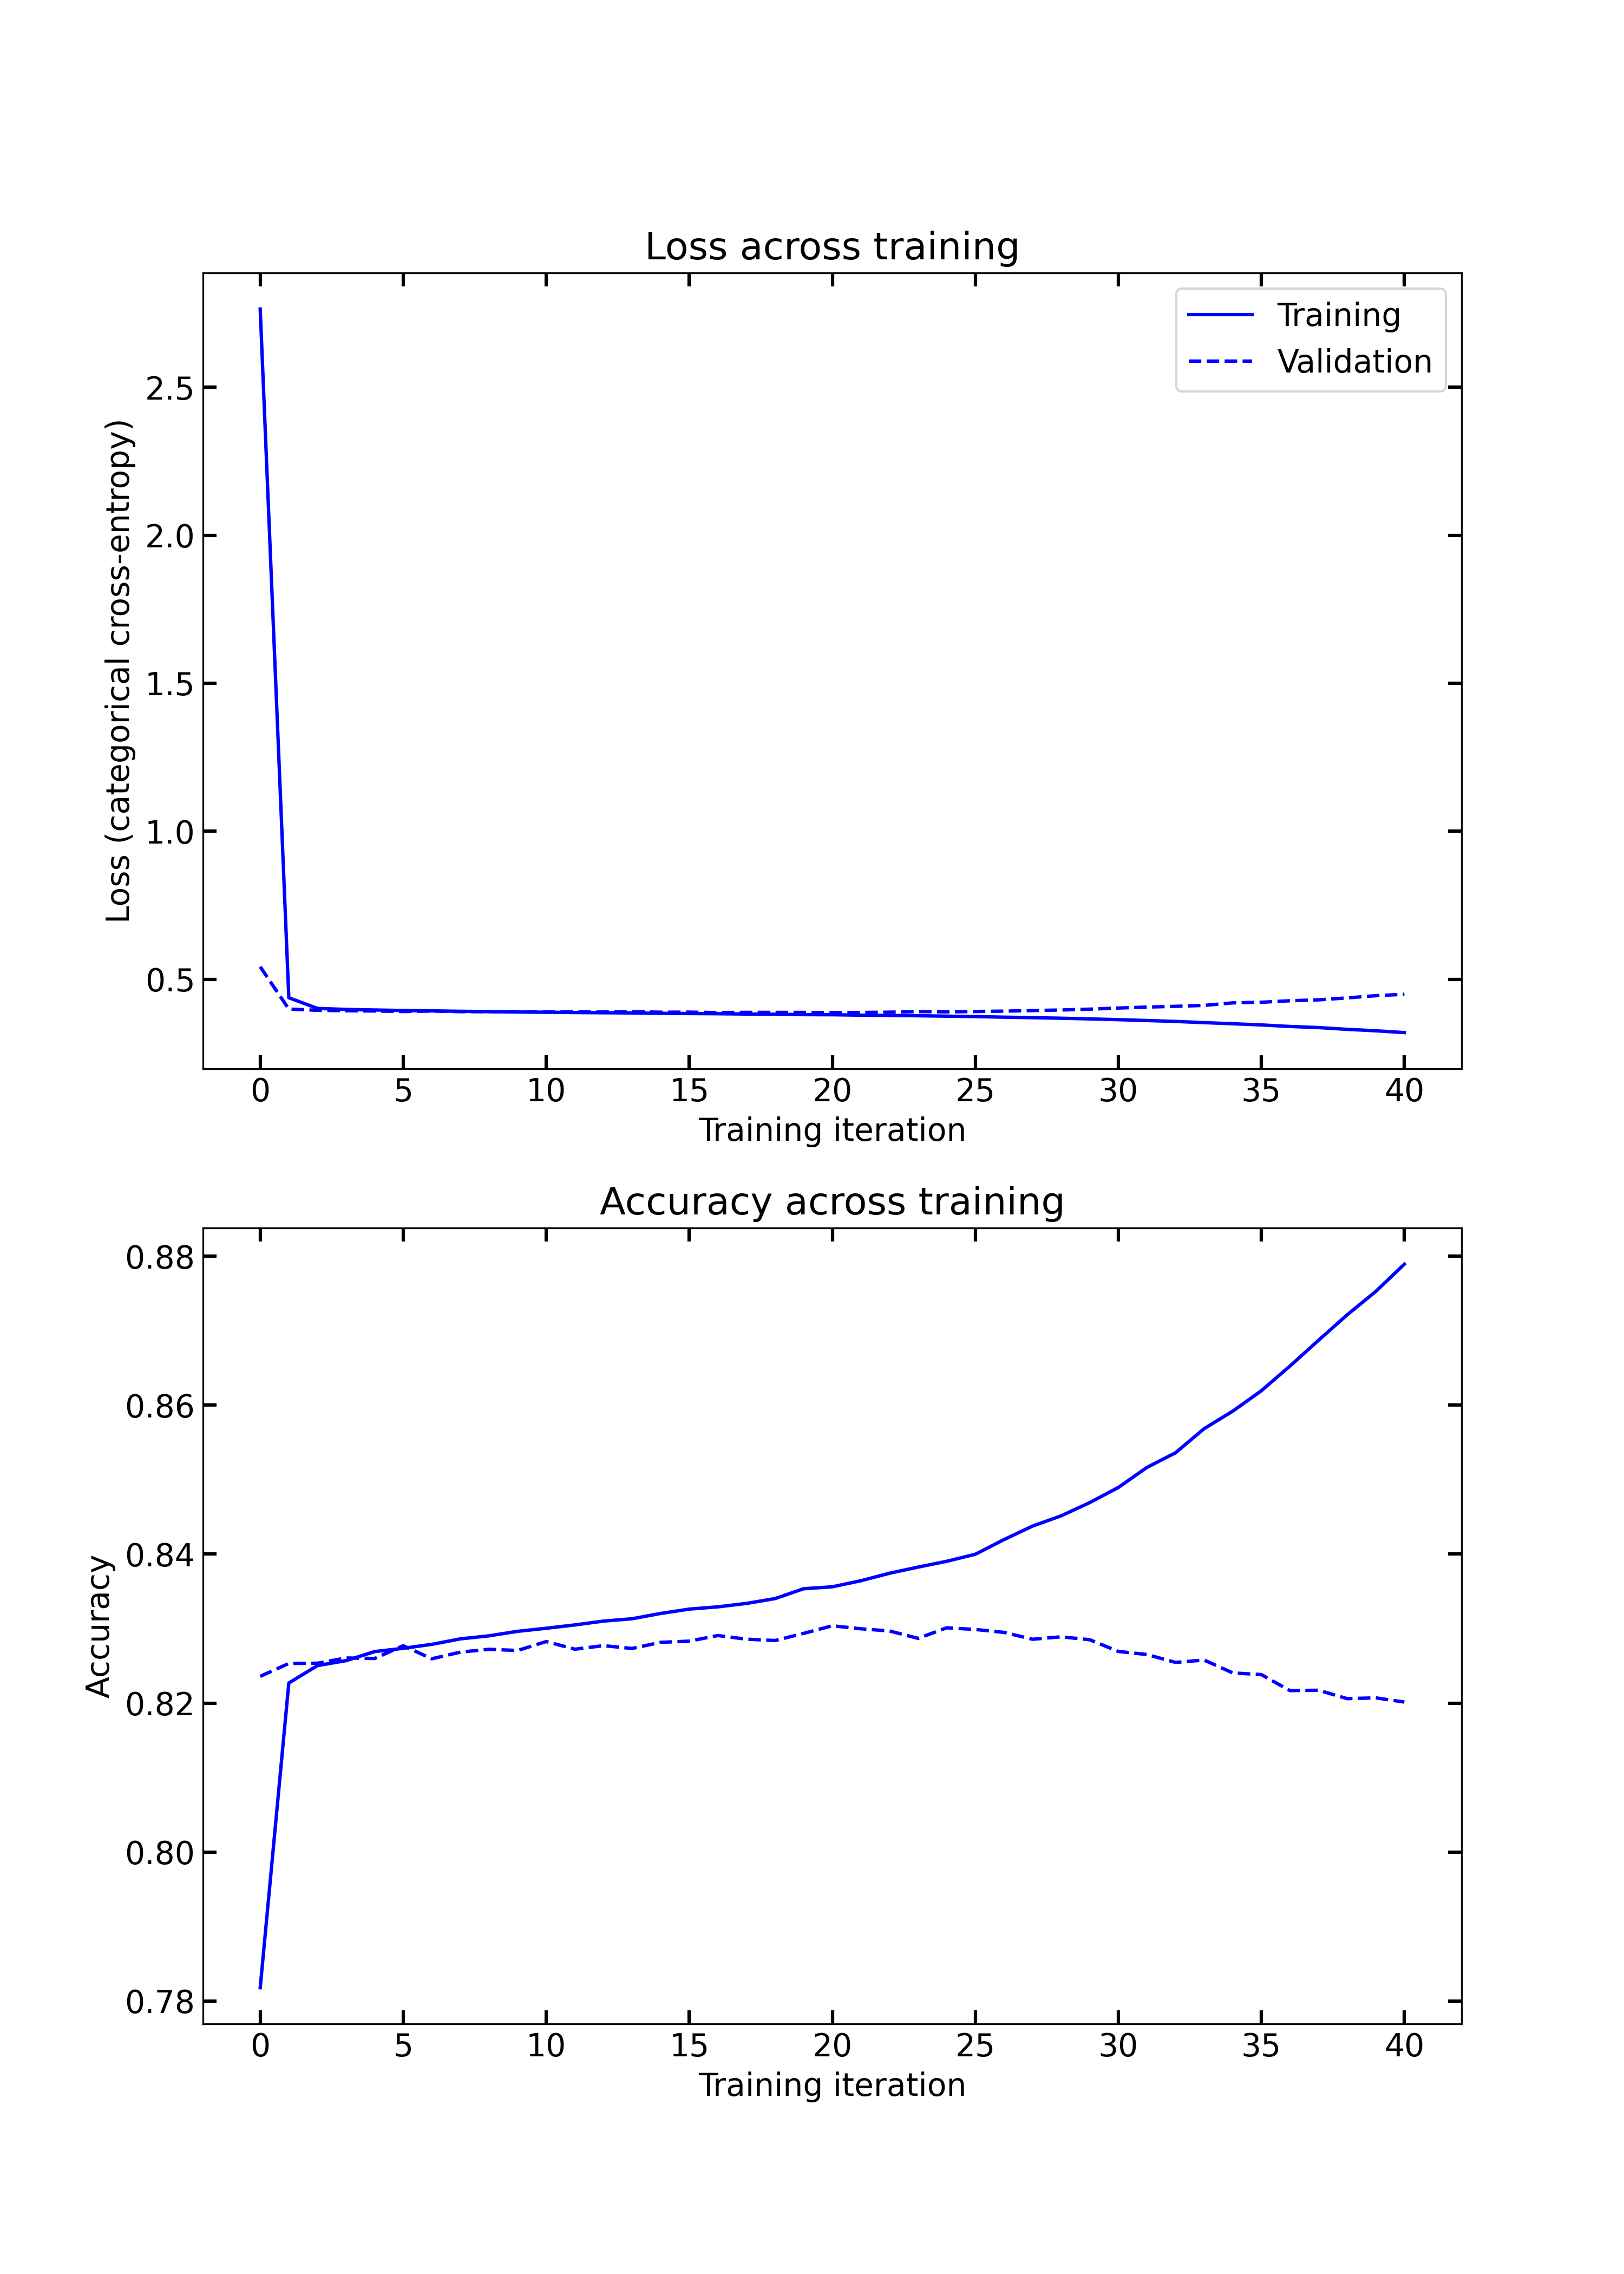 Loss across training
Training
Validation
Loss (categorical cross-entropy)
2.5
2.0
1.5
1.0
0.5
0 5 10 15 20 25 30 35 40
Training iteration
Accuracy across training
Accuracy
0.88
0.86
0.84
0.82
0.80
0.78
0 5 10 15 20 25 30 35 40
Training iteration